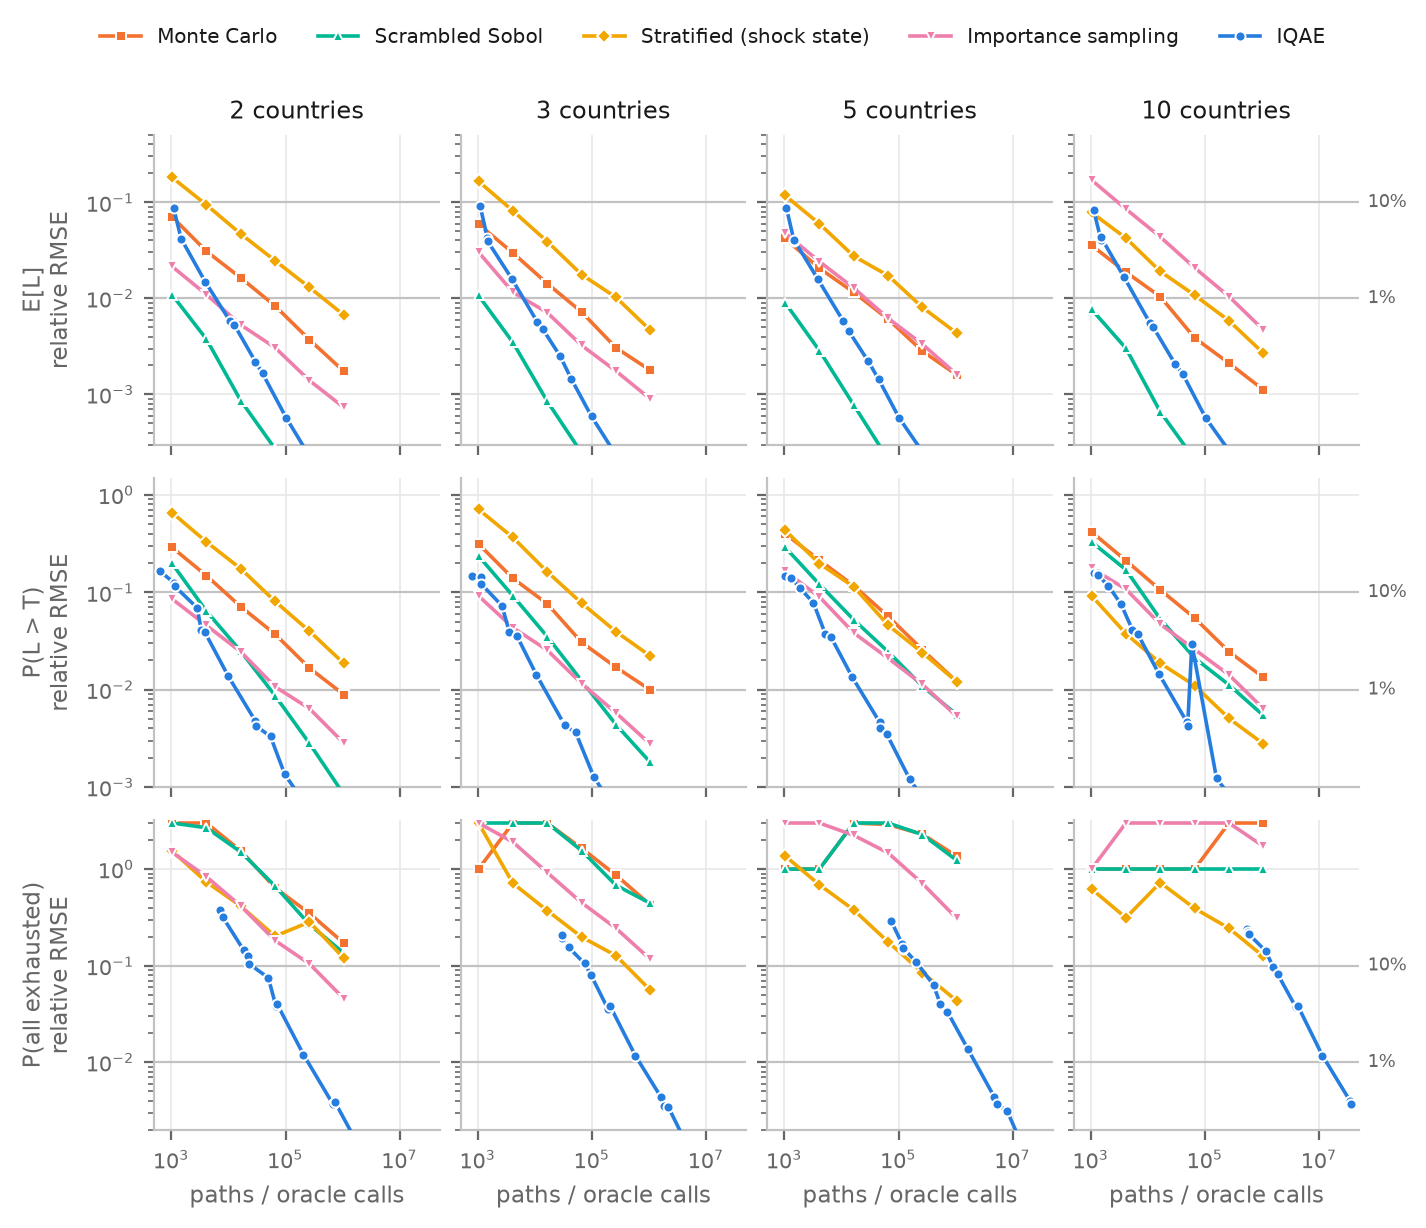 Monte Carlo Scrambled Sobol Stratified (shock state) Importance sampling IQAE
2 countries 3 countries 5 countries 10 countries
E[L]
relative RMSE
10⁻¹
10⁻²
10⁻³
10%
1%
P(L > T)
relative RMSE
10⁰
10⁻¹
10⁻²
10⁻³
10%
1%
P(all exhausted)
relative RMSE
10⁰
10⁻¹
10⁻²
10%
1%
10³ 10⁵ 10⁷ 10³ 10⁵ 10⁷ 10³ 10⁵ 10⁷ 10³ 10⁵ 10⁷
paths / oracle calls paths / oracle calls paths / oracle calls paths / oracle calls